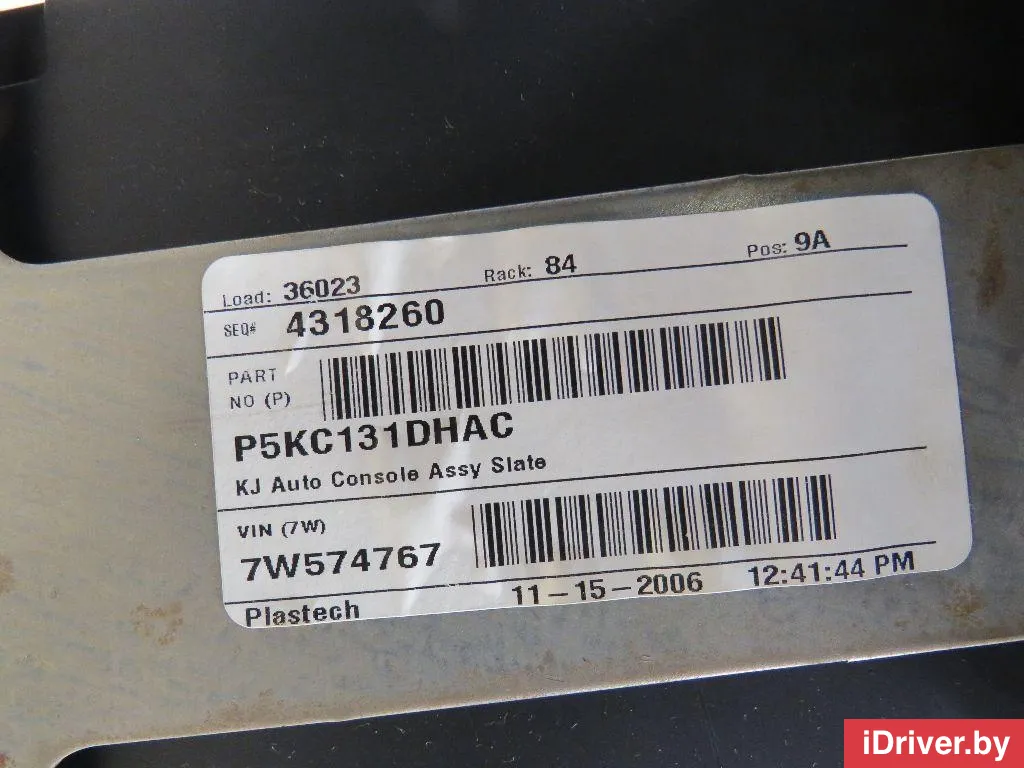 Load: 36023 Rack: 84 Pos: 9A
SEQ# 4318260
PART
NO (P)
P5KC131DHAC
KJ Auto Console Assy Slate
VIN (7W)
7W574767
Plastech 11-15-2006 12:41:44 PM
iDriver.by